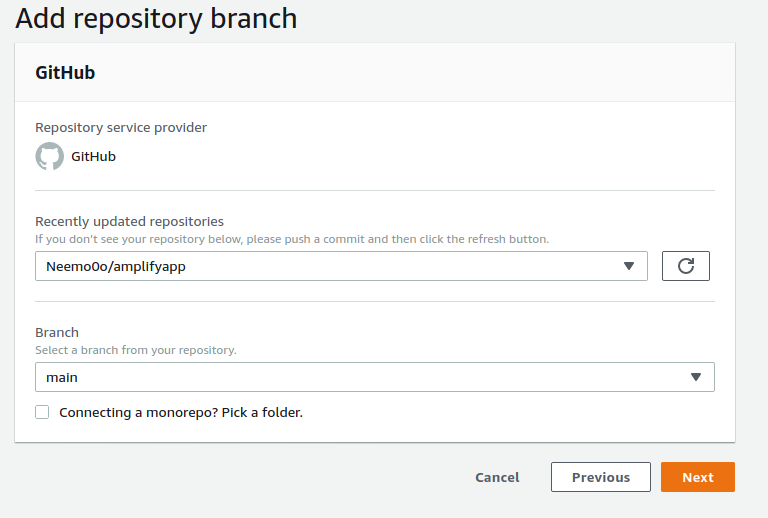 Add repository branch
GitHub
Repository service provider
GitHub
Recently updated repositories
If you don't see your repository below, please push a commit and then click the refresh button.
Neemo0o/amplifyapp
Branch
Select a branch from your repository.
main
Connecting a monorepo? Pick a folder.
Cancel
Previous
Next